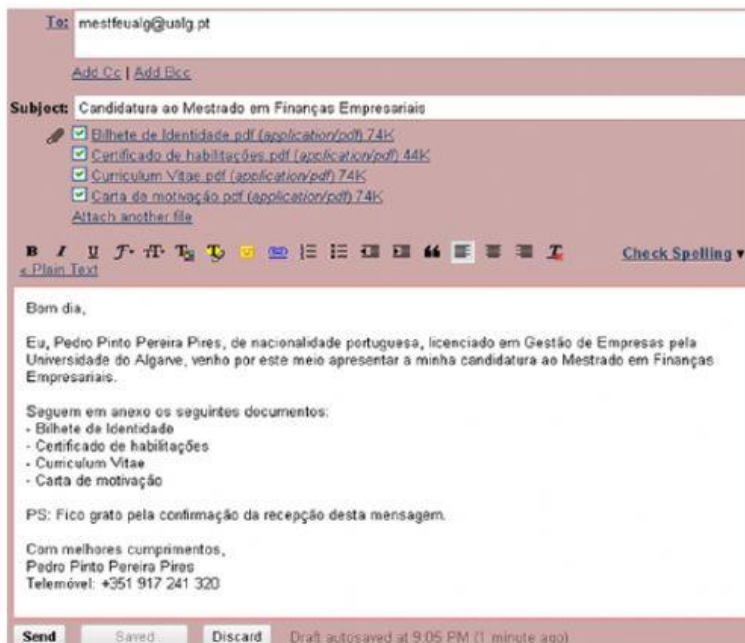 To: mestfeualg@ualg.pt
Add Cc | Add Bcc
Subject: Candidatura ao Mestrado em Finanças Empresariais
Bilhete de Identidade.pdf (application/pdf) 74K
Certificado de habilitações.pdf (application/pdf) 44K
Curriculum Vitae.pdf (application/pdf) 74K
Carta de motivação.pdf (application/pdf) 74K
Attach another file
B I U Check Spelling ▼
« Plain Text
Bom dia,
Eu, Pedro Pinto Pereira Pires, de nacionalidade portuguesa, licenciado em Gestão de Empresas pela
Universidade do Algarve, venho por este meio apresentar a minha candidatura ao Mestrado em Finanças
Empresariais.
Seguem em anexo os seguintes documentos:
- Bilhete de Identidade
- Certificado de habilitações
- Curriculum Vitae
- Carta de motivação
PS: Fico grato pela confirmação da recepção desta mensagem.
Com melhores cumprimentos,
Pedro Pinto Pereira Pires
Telemóvel: +351 917 241 320
Send Saved Discard Draft autosaved at 9:05 PM (1 minute ago)